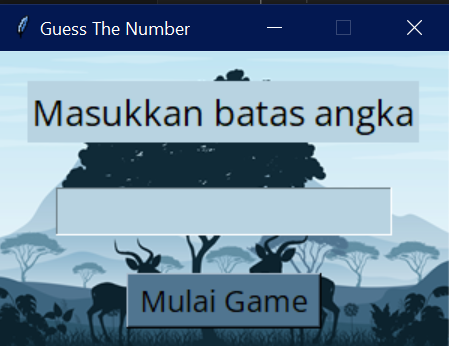 Guess The Number
Masukkan batas angka
Mulai Game